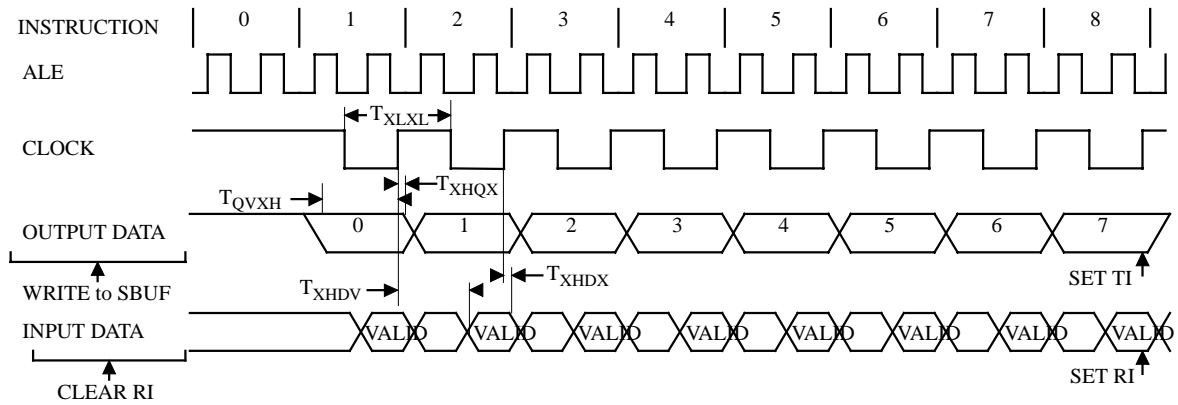 INSTRUCTION 0 1 2 3 4 5 6 7 8
ALE
TXLXL
CLOCK
TXHQX
TQVXH
OUTPUT DATA 0 1 2 3 4 5 6 7
TXHDX
SET TI
TXHDV
WRITE to SBUF
INPUT DATA VALID VALID VALID VALID VALID VALID VALID VALID
SET RI
CLEAR RI